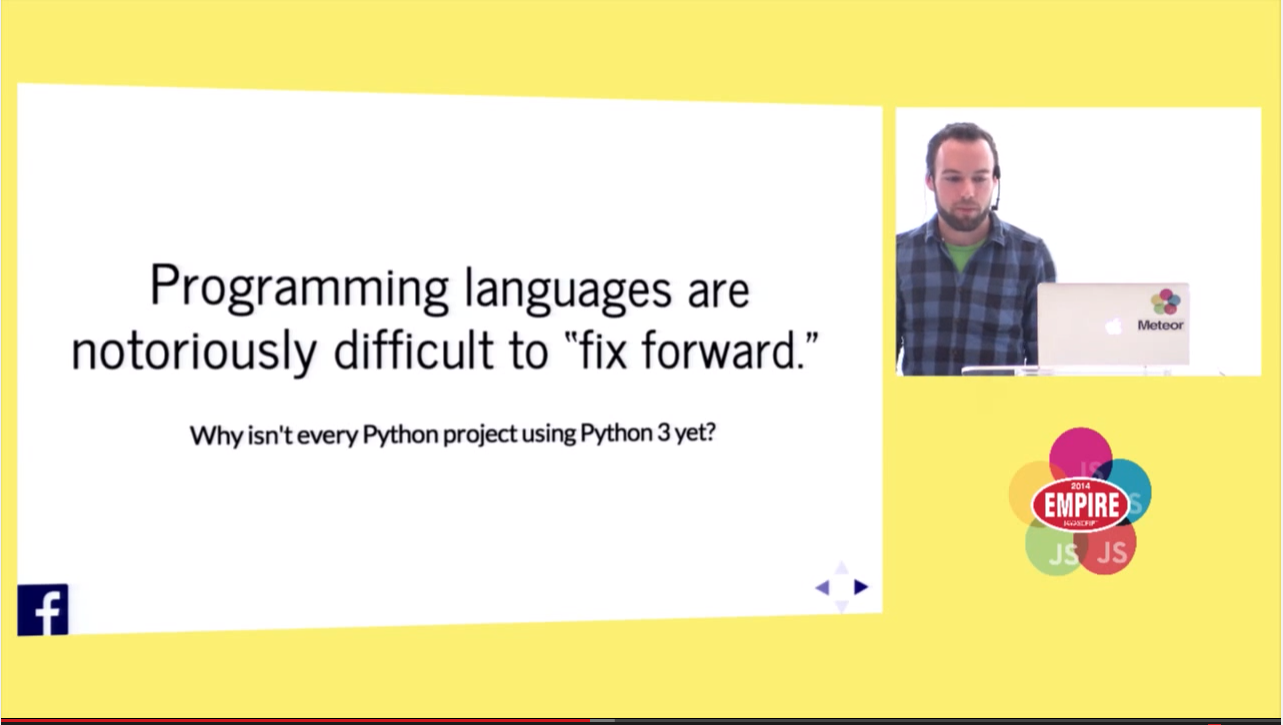 Programming languages are
notoriously difficult to “fix forward.”
Why isn't every Python project using Python 3 yet?
f
Meteor
JS
2014
EMPIRE
JAVASCRIPT
JS
JS
JS